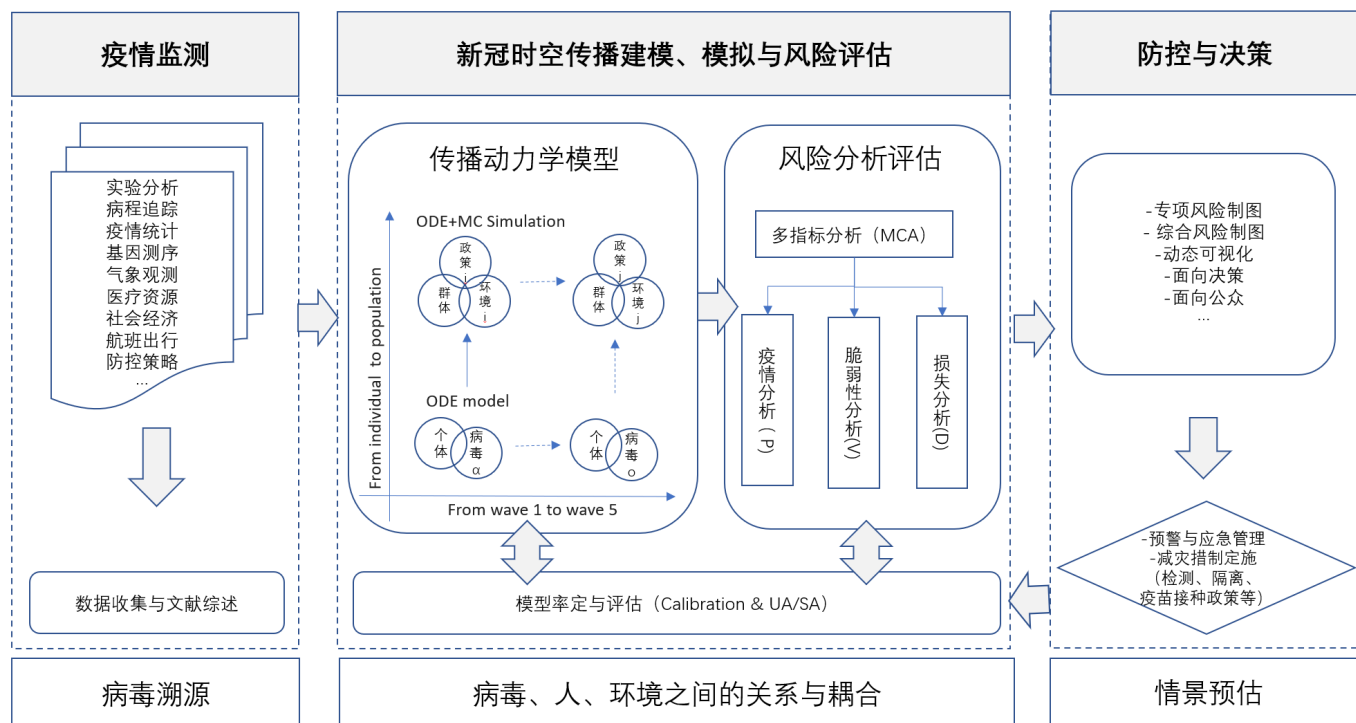 疫情监测
新冠时空传播建模、模拟与风险评估
防控与决策
实验分析
病程追踪
疫情统计
基因测序
气象观测
医疗资源
社会经济
航班出行
防控策略
...
数据收集与文献综述
传播动力学模型
From individual to population
ODE+MC Simulation
政
策
i
群
体
环
境
i
政
策
j
群
体
环
境
j
ODE model
个
体
病
毒
α
个
体
病
毒
o
From wave 1 to wave 5
风险分析评估
多指标分析（MCA）
疫情分析（P）
脆弱性分析(V)
损失分析(D)
模型率定与评估（Calibration & UA/SA）
-专项风险制图
- 综合风险制图
-动态可视化
-面向决策
-面向公众
...
-预警与应急管理
-减灾措制定施
（检测、隔离、
疫苗接种政策等）
病毒溯源
病毒、人、环境之间的关系与耦合
情景预估